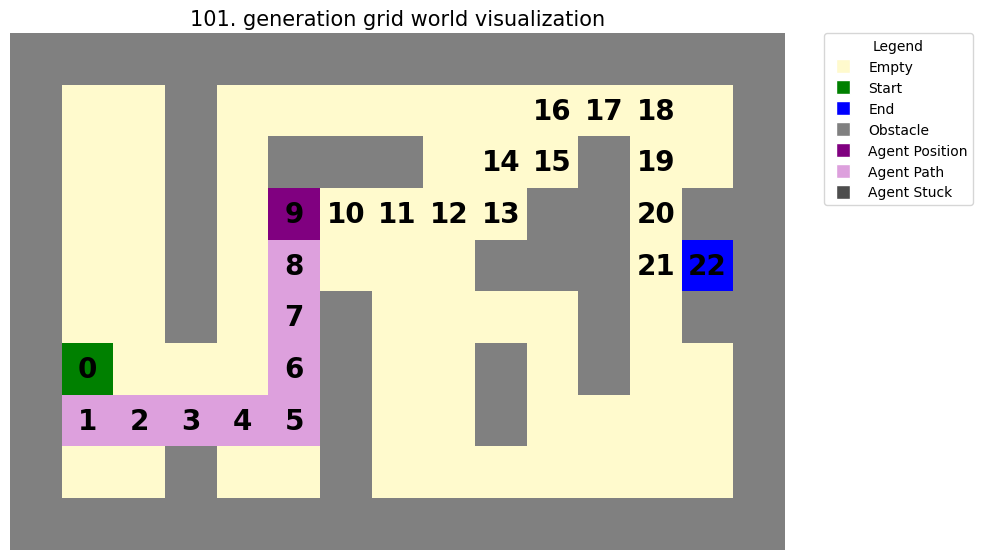 101. generation grid world visualization
16 17 18
14 15 19
9 10 11 12 13 20
8 21 22
7
0 6
1 2 3 4 5
Legend
Empty
Start
End
Obstacle
Agent Position
Agent Path
Agent Stuck